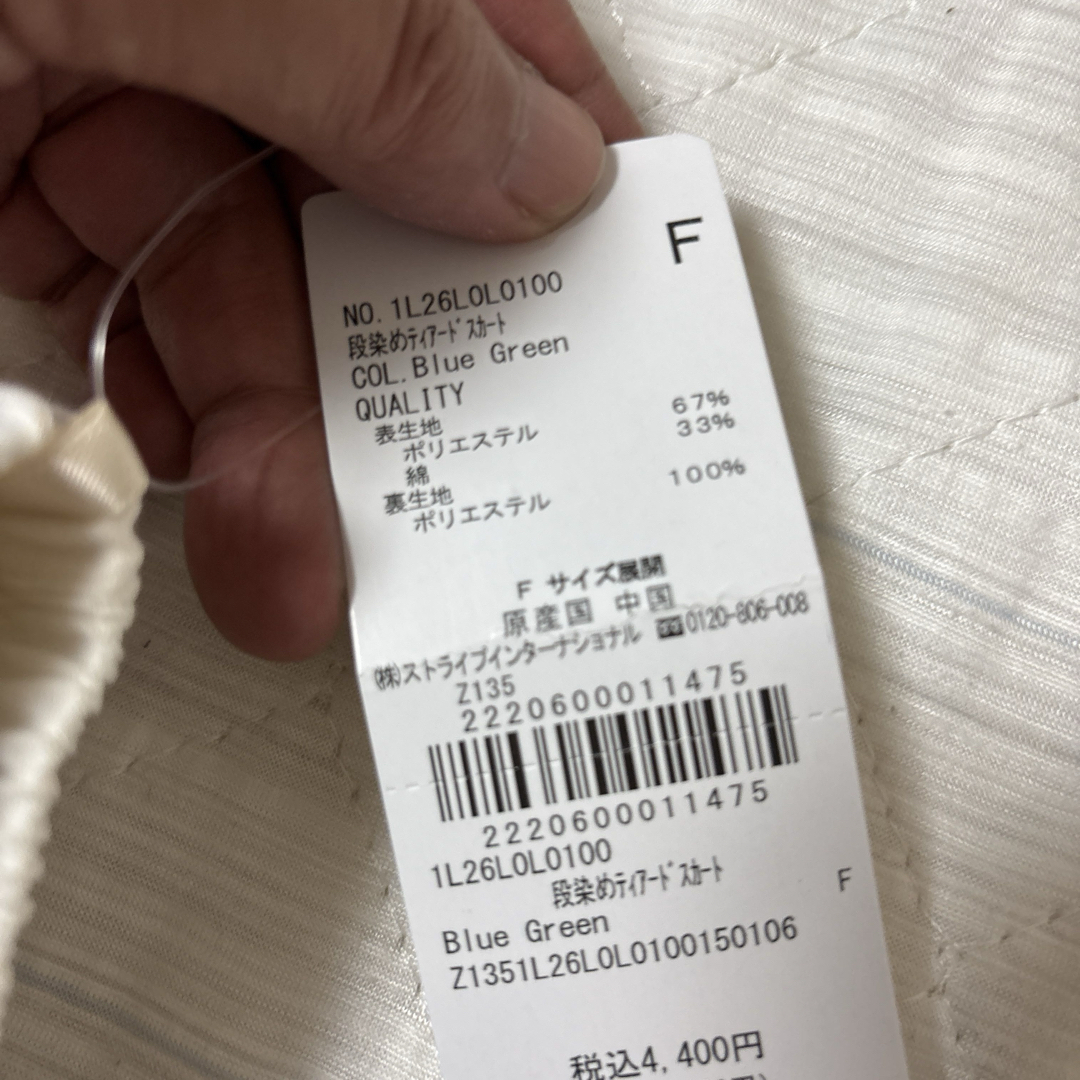 F
NO. 1L26L0L0100
段染めﾃｨｱｰﾄﾞｽｶｰﾄ
COL.Blue Green
QUALITY
表生地 67%
ポリエステル 33%
綿
裏生地 100%
ポリエステル
F サイズ展開
原産国 中国
㈱ストライプインターナショナル ☎0120-806-008
Z135
2220600011475
2220600011475
1L26L0L0100
段染めﾃｨｱｰﾄﾞｽｶｰﾄ F
Blue Green
Z1351L26L0L0100150106
税込4,400円